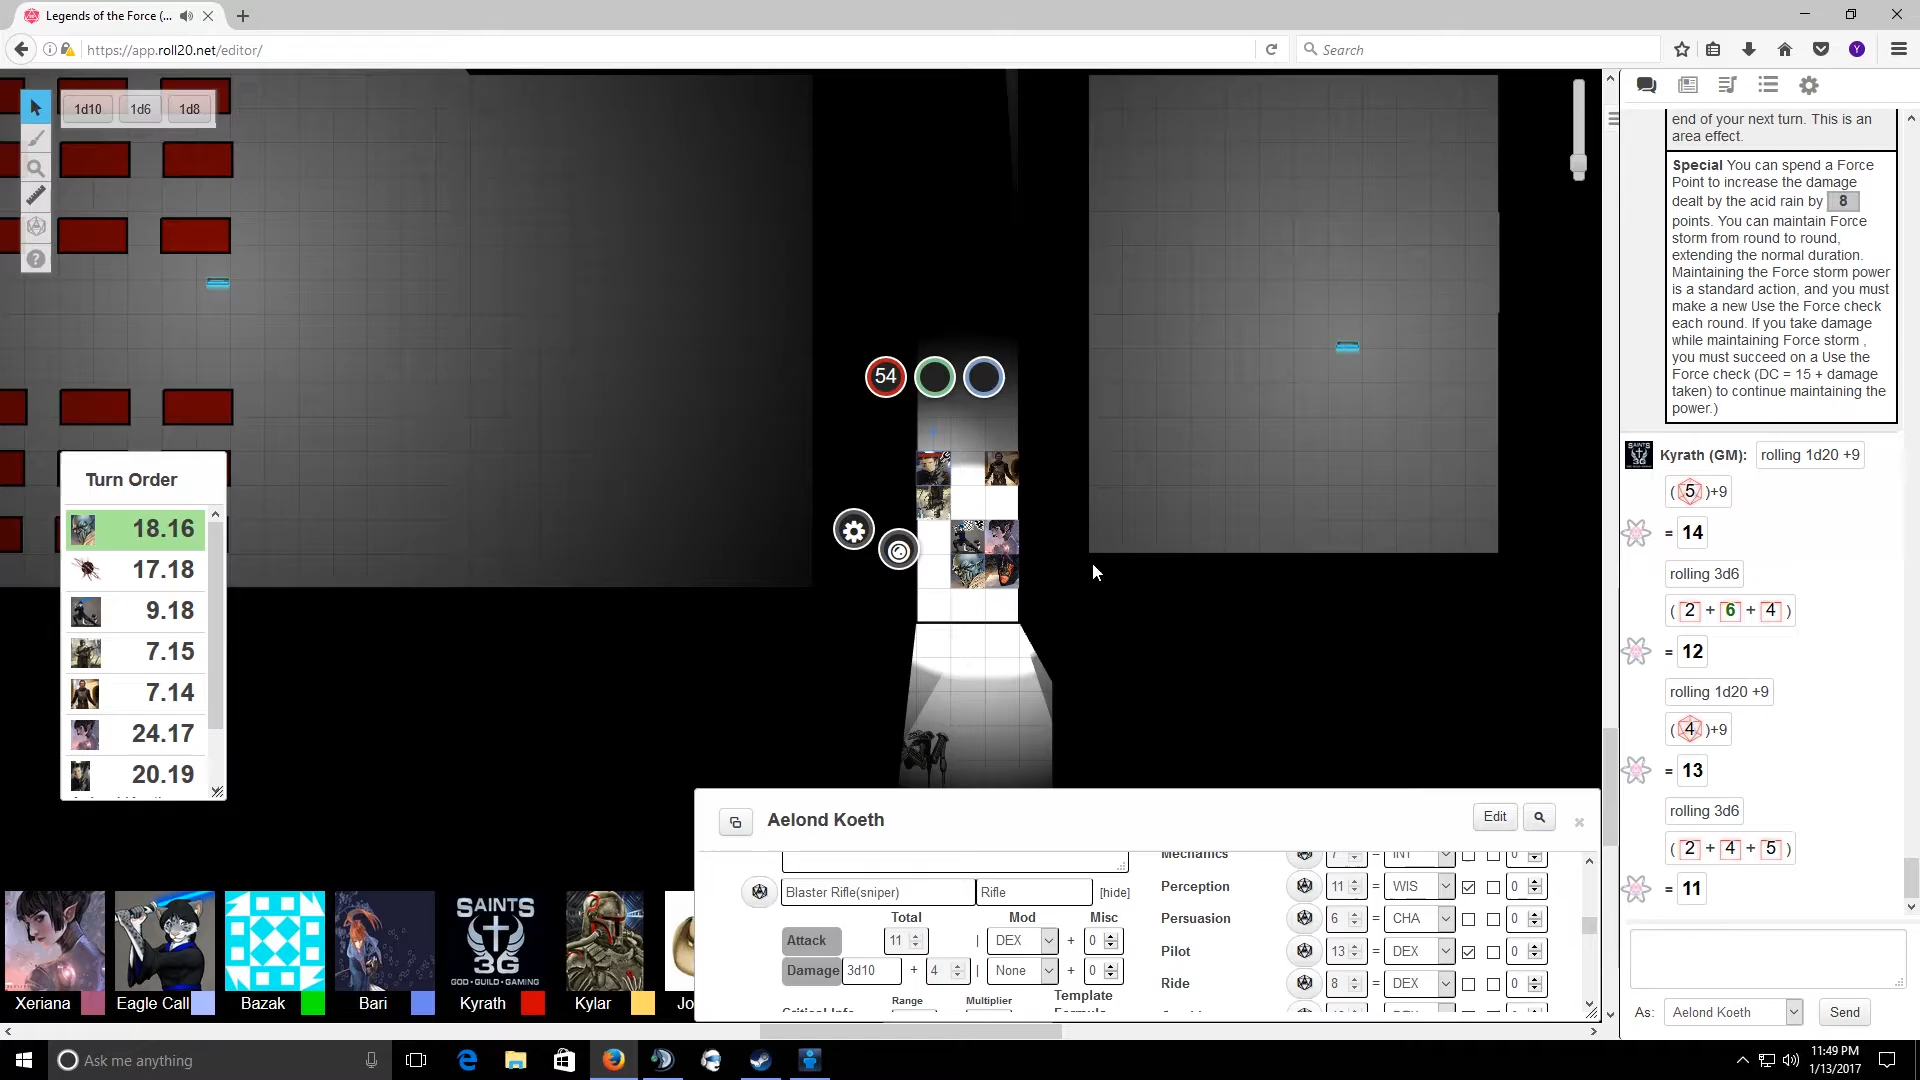 Legends of the Force (...
https://app.roll20.net/editor/
Search
1d10
1d6
1d8
54
Turn Order
18.16
17.18
9.18
7.15
7.14
24.17
20.19
end of your next turn. This is an
area effect.
Special You can spend a Force
Point to increase the damage
dealt by the acid rain by 8
points. You can maintain Force
storm from round to round,
extending the normal duration.
Maintaining the Force storm power
is a standard action, and you must
make a new Use the Force check
each round. If you take damage
while maintaining Force storm ,
you must succeed on a Use the
Force check (DC = 15 + damage
taken) to continue maintaining the
power.)
Kyrath (GM): rolling 1d20 +9
(5)+9
= 14
rolling 3d6
( 2 + 6 + 4 )
= 12
rolling 1d20 +9
(4)+9
= 13
rolling 3d6
( 2 + 4 + 5 )
= 11
As: Aelond Koeth
Send
Aelond Koeth
Edit
Blaster Rifle(sniper)
Rifle
[hide]
Total
Mod
Misc
Attack
11
|
DEX
+
0
Damage
3d10
+
4
|
None
+
0
Range
Multiplier
Template
Mechanics
7
=
INT
0
Perception
11
=
WIS
0
Persuasion
6
=
CHA
0
Pilot
13
=
DEX
0
Ride
8
=
DEX
0
SAINTS
3G
GOD · GUILD · GAMING
Xeriana
Eagle Call
Bazak
Bari
Kyrath
Kylar
Jo
Ask me anything
11:49 PM
1/13/2017